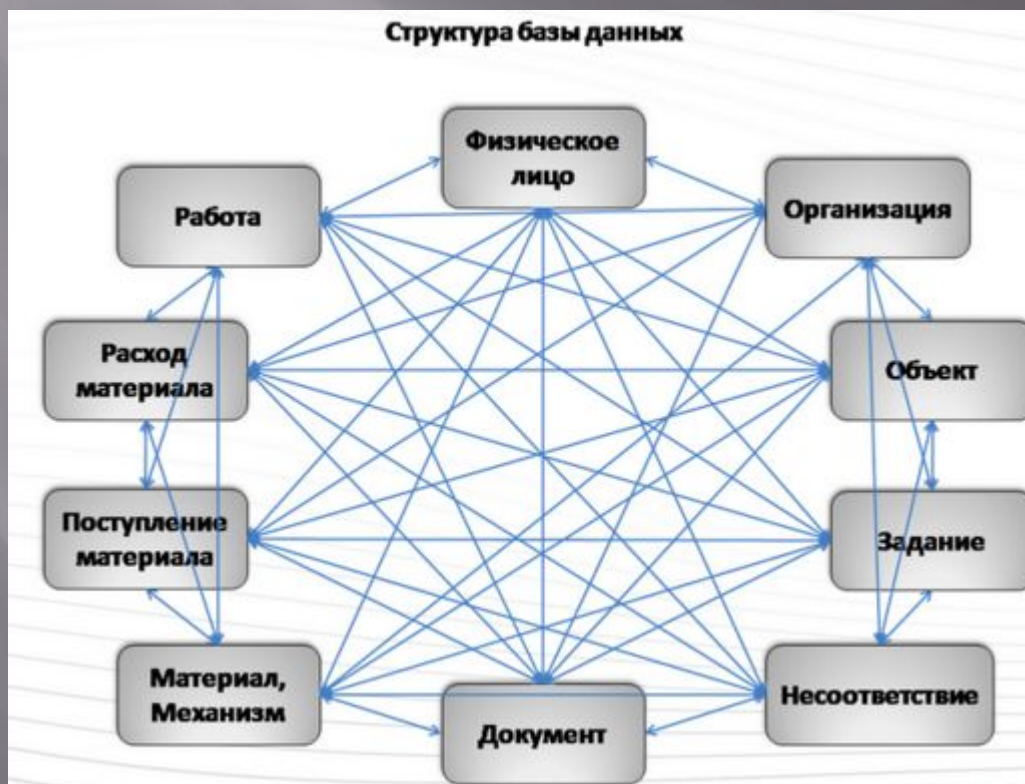 Структура базы данных
Физическое
лицо
Работа
Организация
Расход
материала
Объект
Поступление
материала
Задание
Материал,
Механизм
Документ
Несоответствие